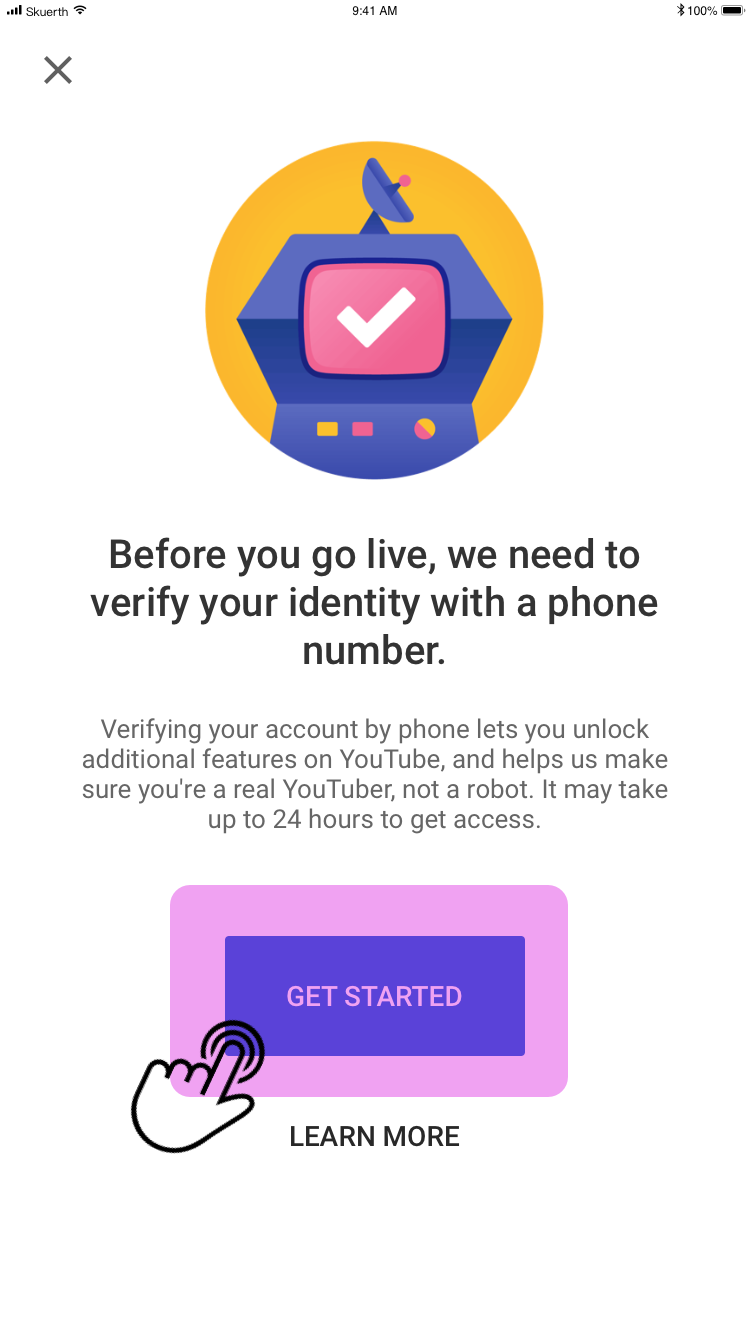 Skuerth 9:41 AM 100%
Before you go live, we need to
verify your identity with a phone
number.
Verifying your account by phone lets you unlock
additional features on YouTube, and helps us make
sure you're a real YouTuber, not a robot. It may take
up to 24 hours to get access.
GET STARTED
LEARN MORE